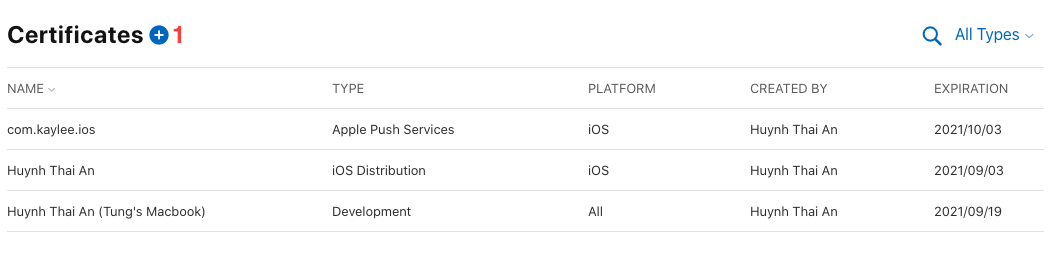 Certificates + 1 All Types
NAME TYPE PLATFORM CREATED BY EXPIRATION
com.kaylee.ios Apple Push Services iOS Huynh Thai An 2021/10/03
Huynh Thai An iOS Distribution iOS Huynh Thai An 2021/09/03
Huynh Thai An (Tung's Macbook) Development All Huynh Thai An 2021/09/19